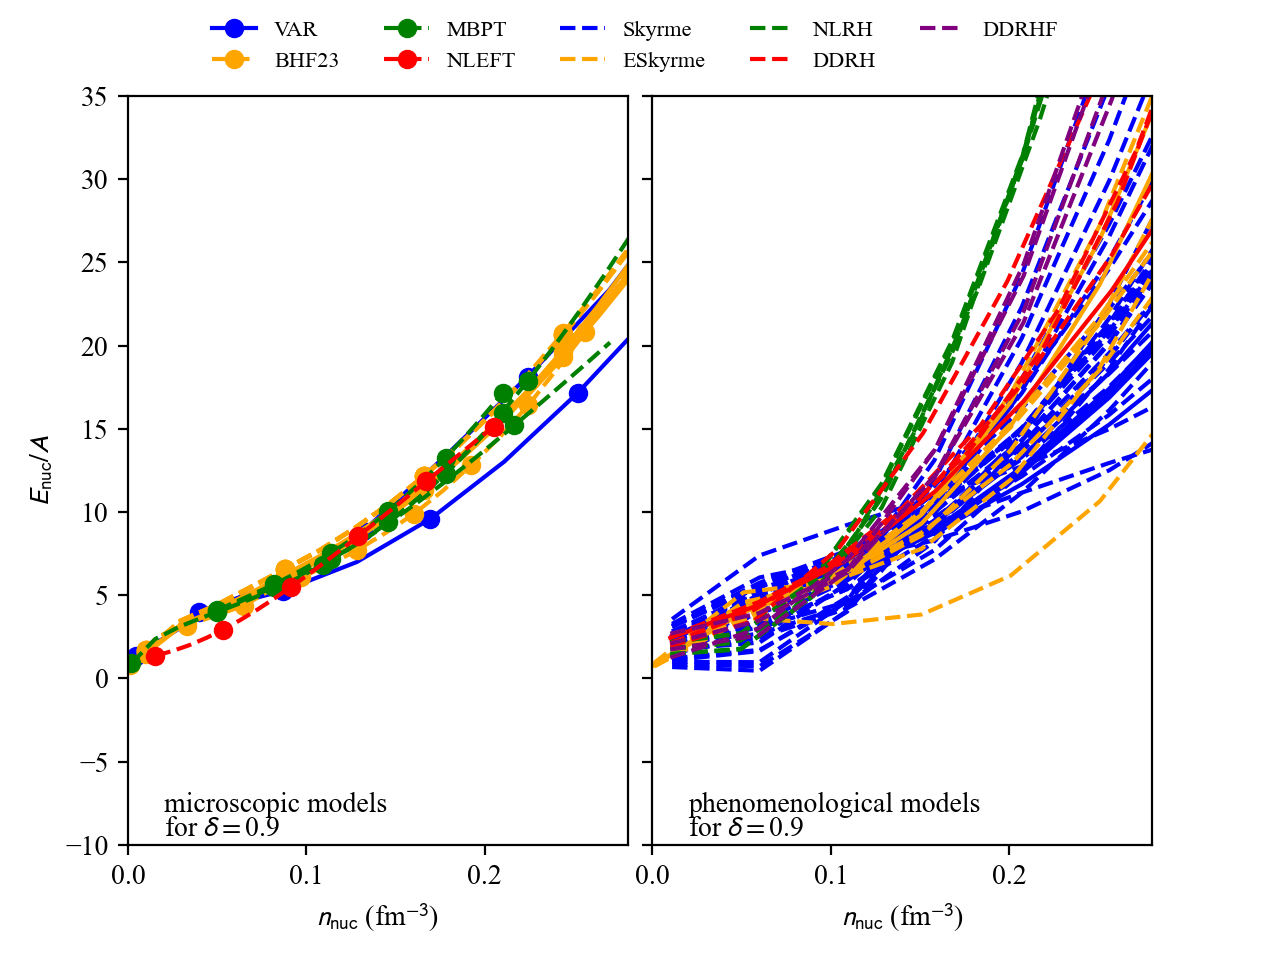 VAR MBPT Skyrme NLRH DDRHF
BHF23 NLEFT ESkyrme DDRH
35
30
25
20
15
10
5
0
−5
−10
E_nuc/A
microscopic models
for δ = 0.9
phenomenological models
for δ = 0.9
0.0 0.1 0.2
0.0 0.1 0.2
n_nuc (fm⁻³)
n_nuc (fm⁻³)